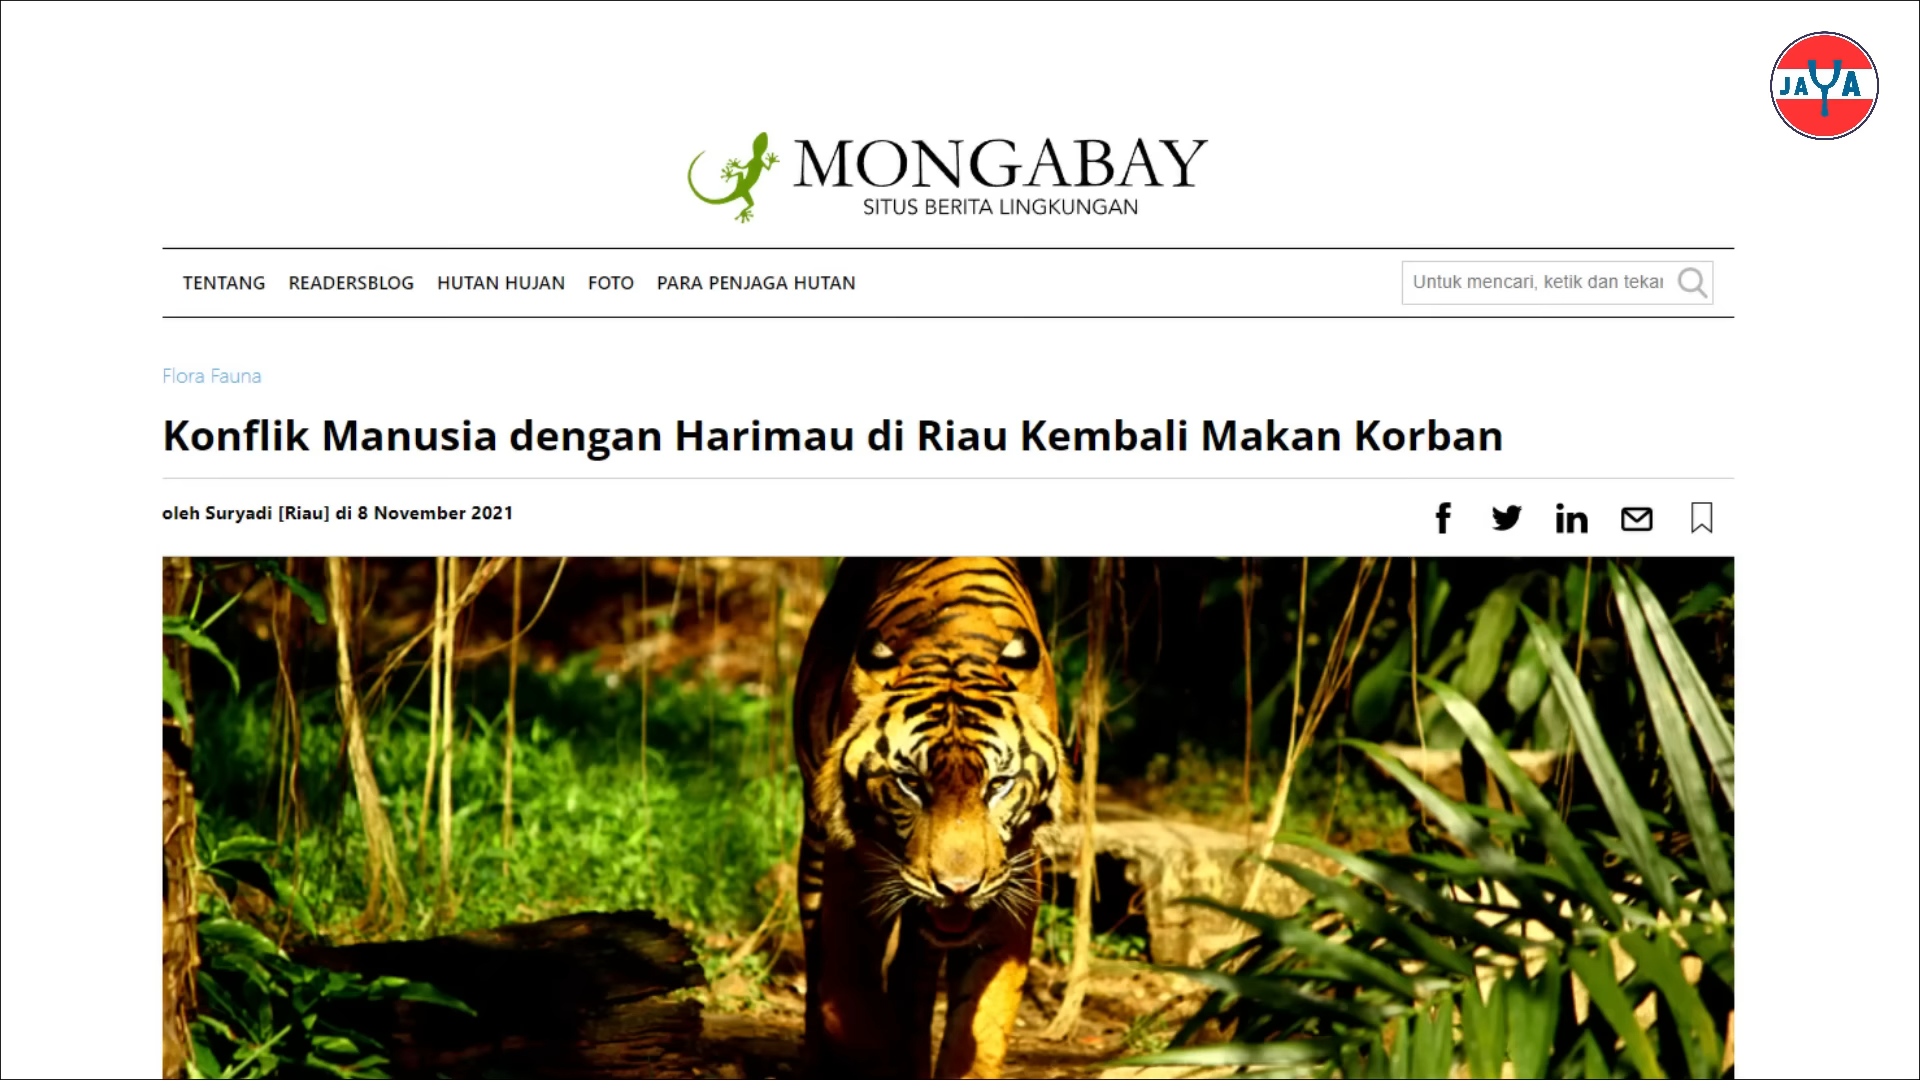 JAYA
MONGABAY
SITUS BERITA LINGKUNGAN
TENTANG READERSBLOG HUTAN HUJAN FOTO PARA PENJAGA HUTAN
Untuk mencari, ketik dan tekan
Flora Fauna
Konflik Manusia dengan Harimau di Riau Kembali Makan Korban
oleh Suryadi [Riau] di 8 November 2021